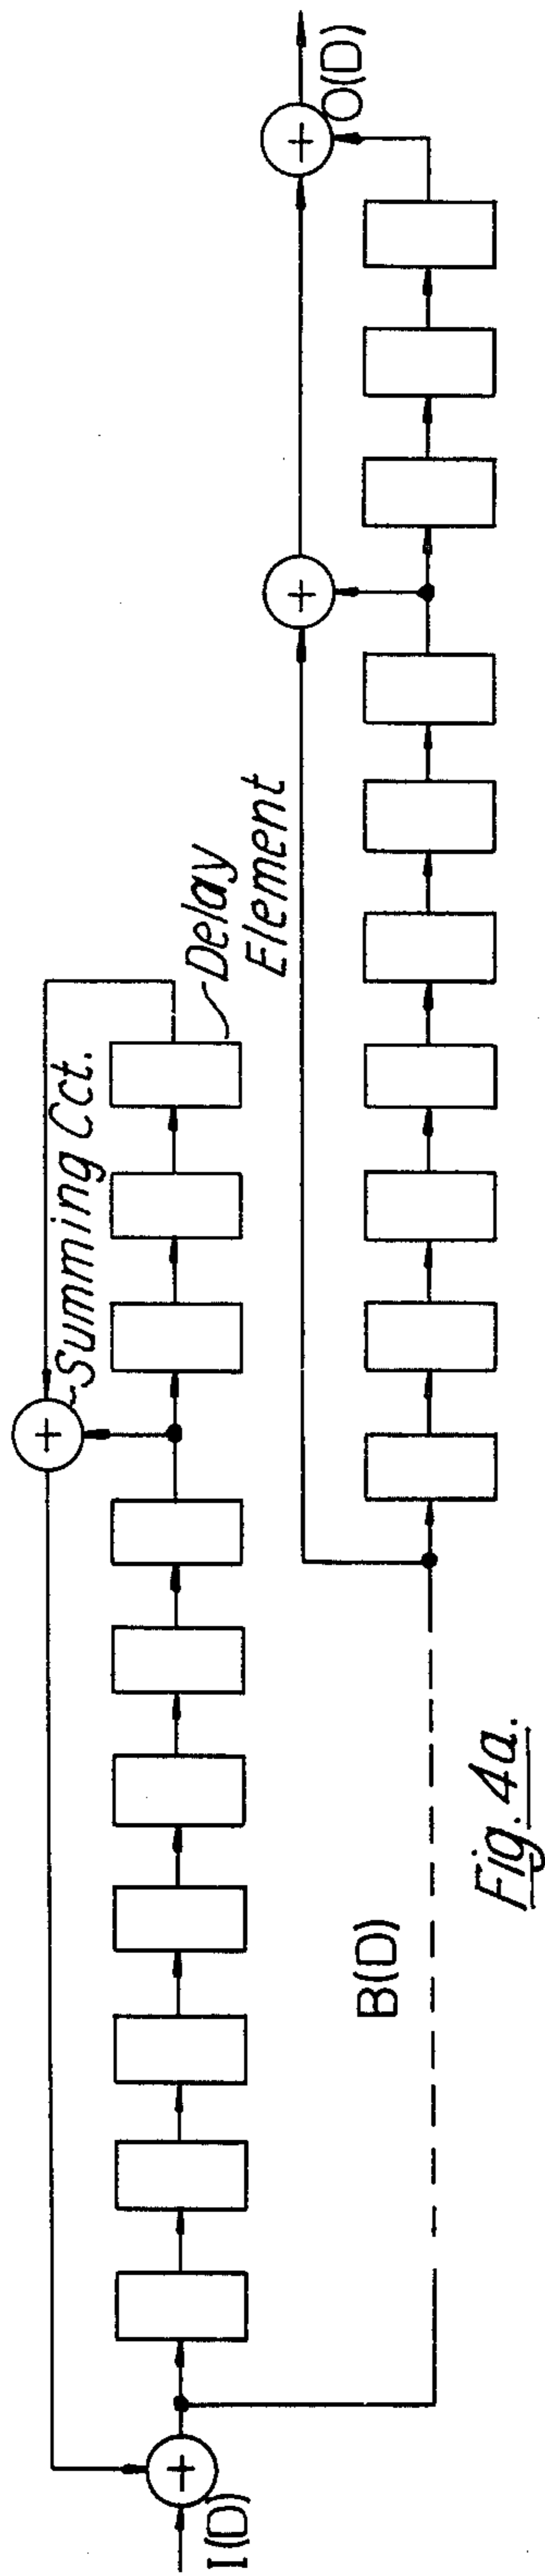 Summing Cct.
Delay
Element
I(D)
B(D)
O(D)
+
+
+
+
Fig. 4a.